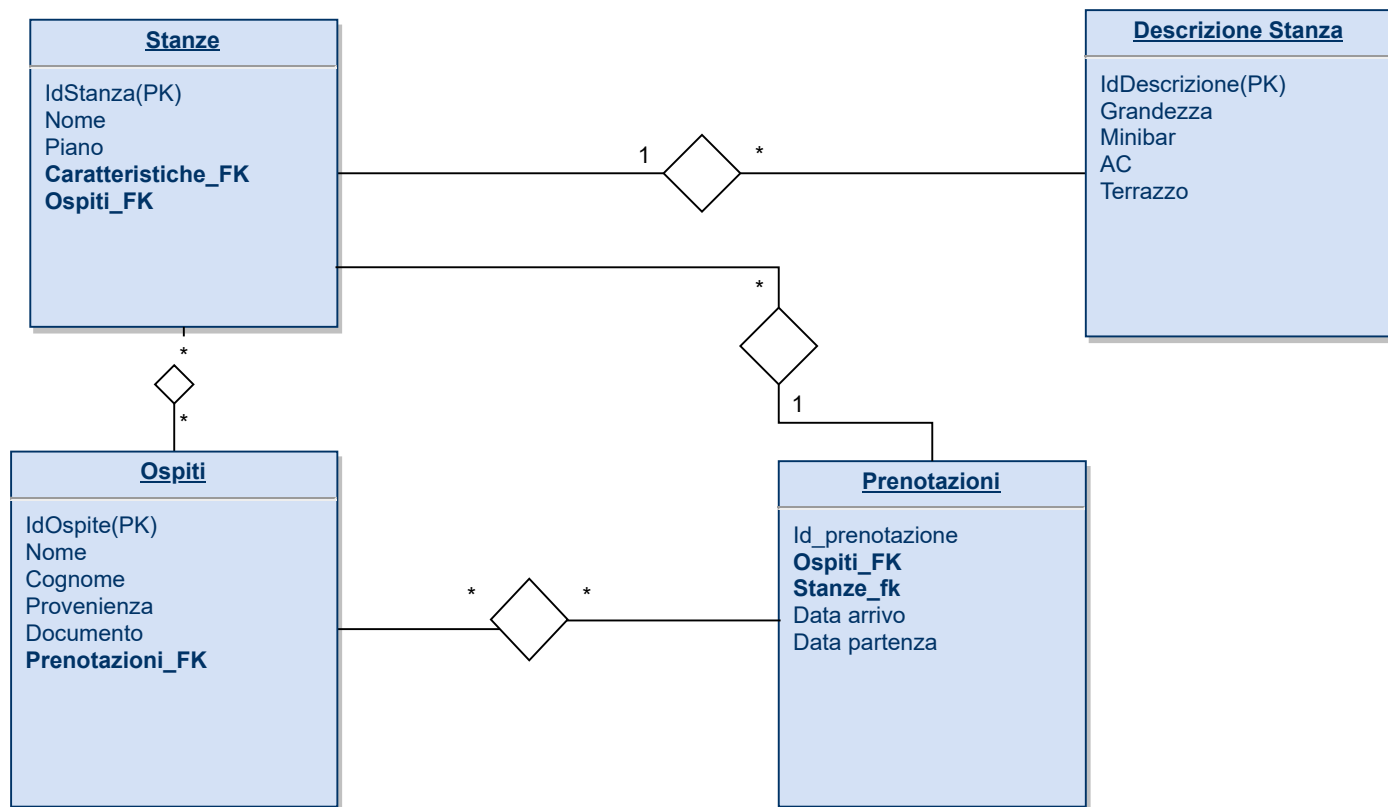 Stanze
IdStanza(PK)
Nome
Piano
Caratteristiche_FK
Ospiti_FK
Descrizione Stanza
IdDescrizione(PK)
Grandezza
Minibar
AC
Terrazzo
1
*
*
1
*
*
Ospiti
IdOspite(PK)
Nome
Cognome
Provenienza
Documento
Prenotazioni_FK
*
*
Prenotazioni
Id_prenotazione
Ospiti_FK
Stanze_fk
Data arrivo
Data partenza